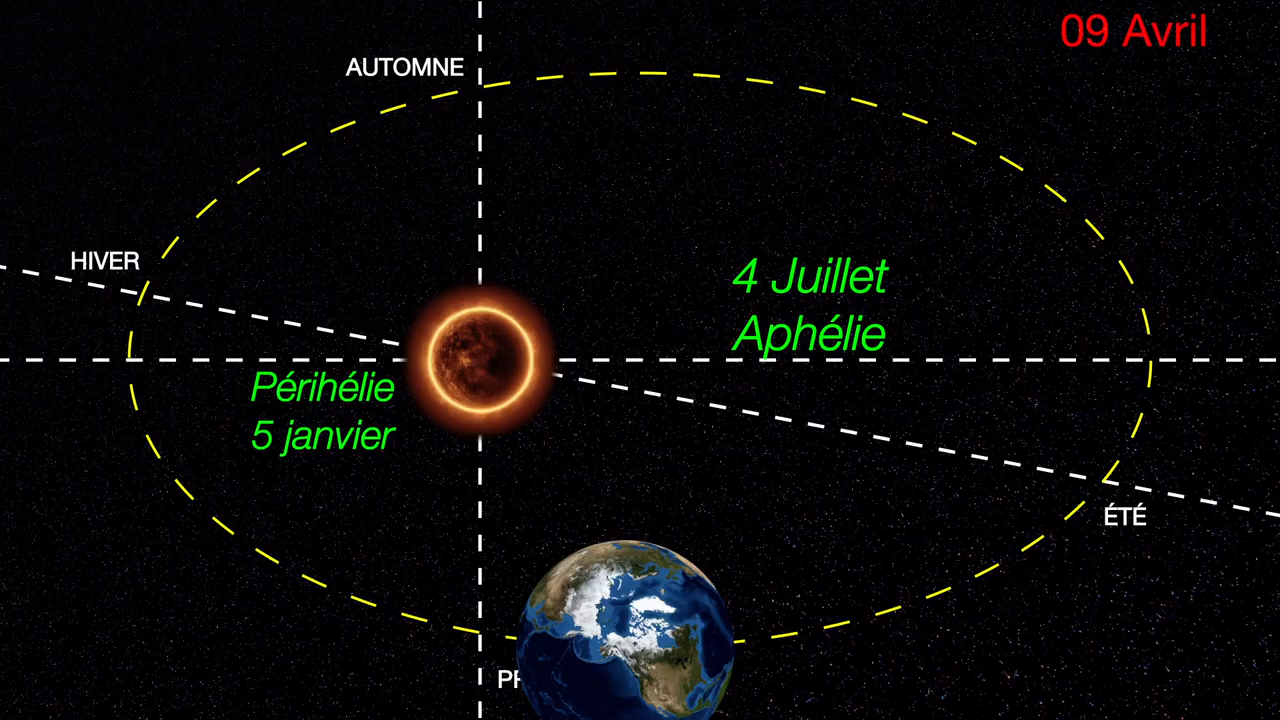 09 Avril
AUTOMNE
HIVER
4 Juillet
Aphélie
Périhélie
5 janvier
ÉTÉ